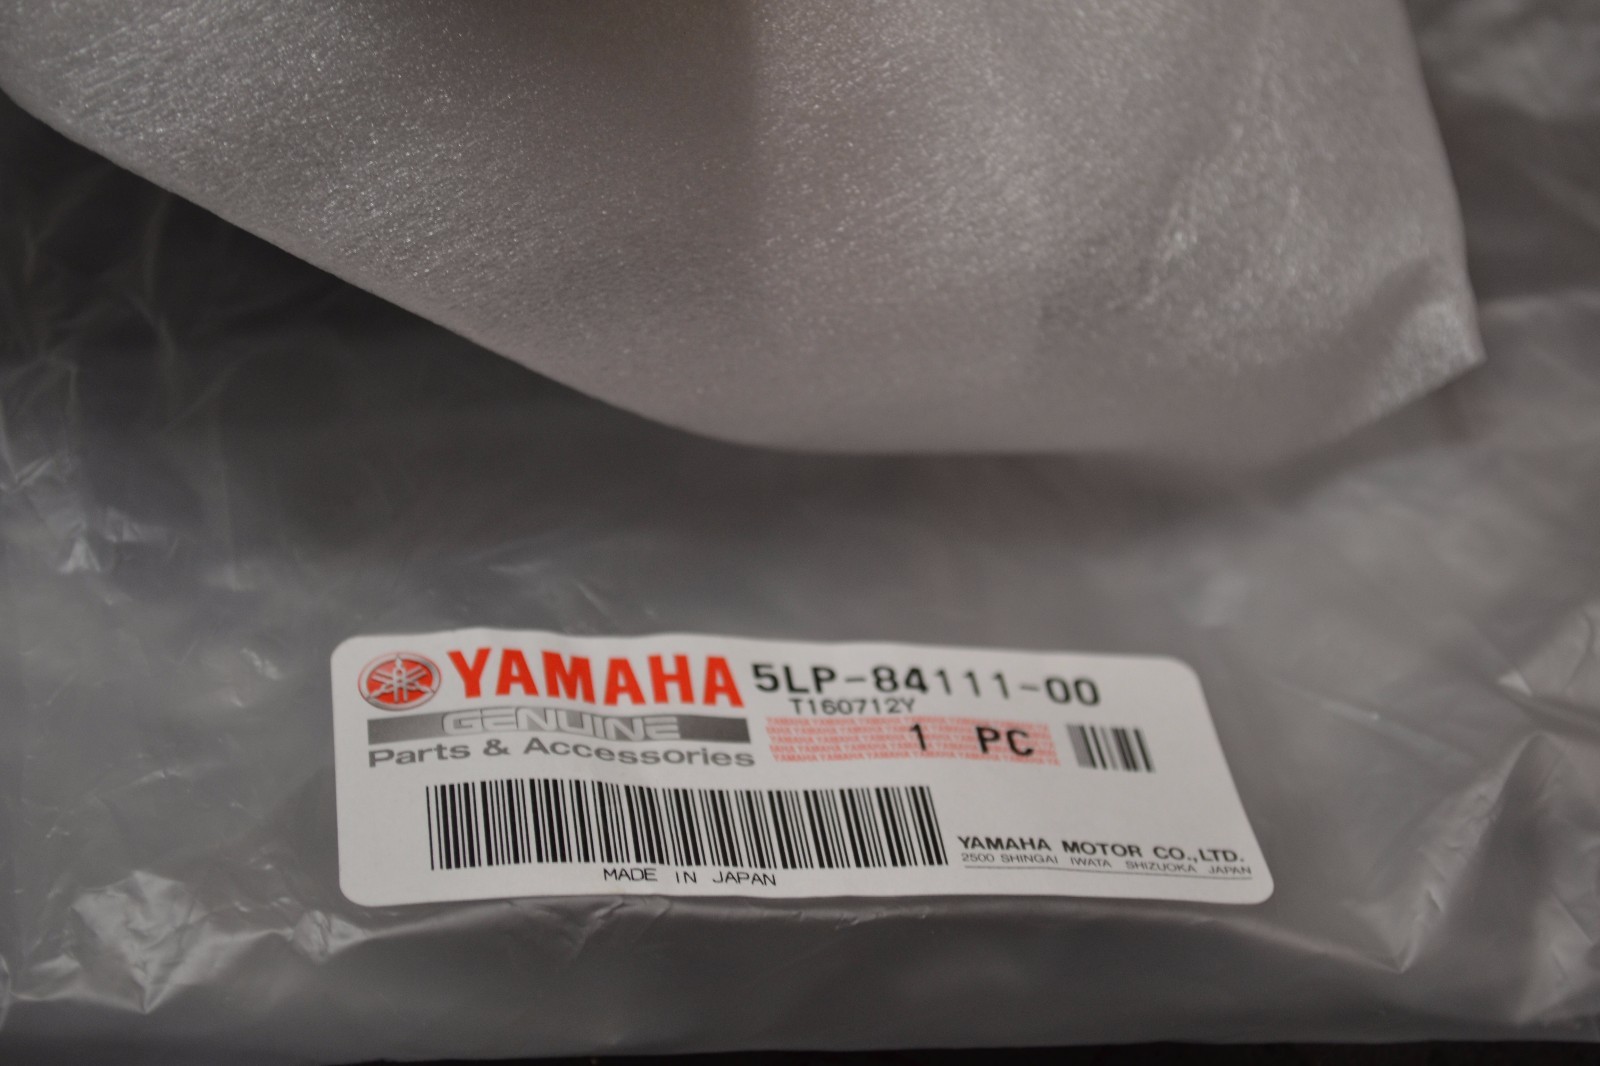 YAMAHA 5LP-84111-00
GENUINE T160712Y
Parts & Accessories 1 PC
MADE IN JAPAN
YAMAHA MOTOR CO.,LTD.
2500 SHINGAI IWATA SHIZUOKA JAPAN